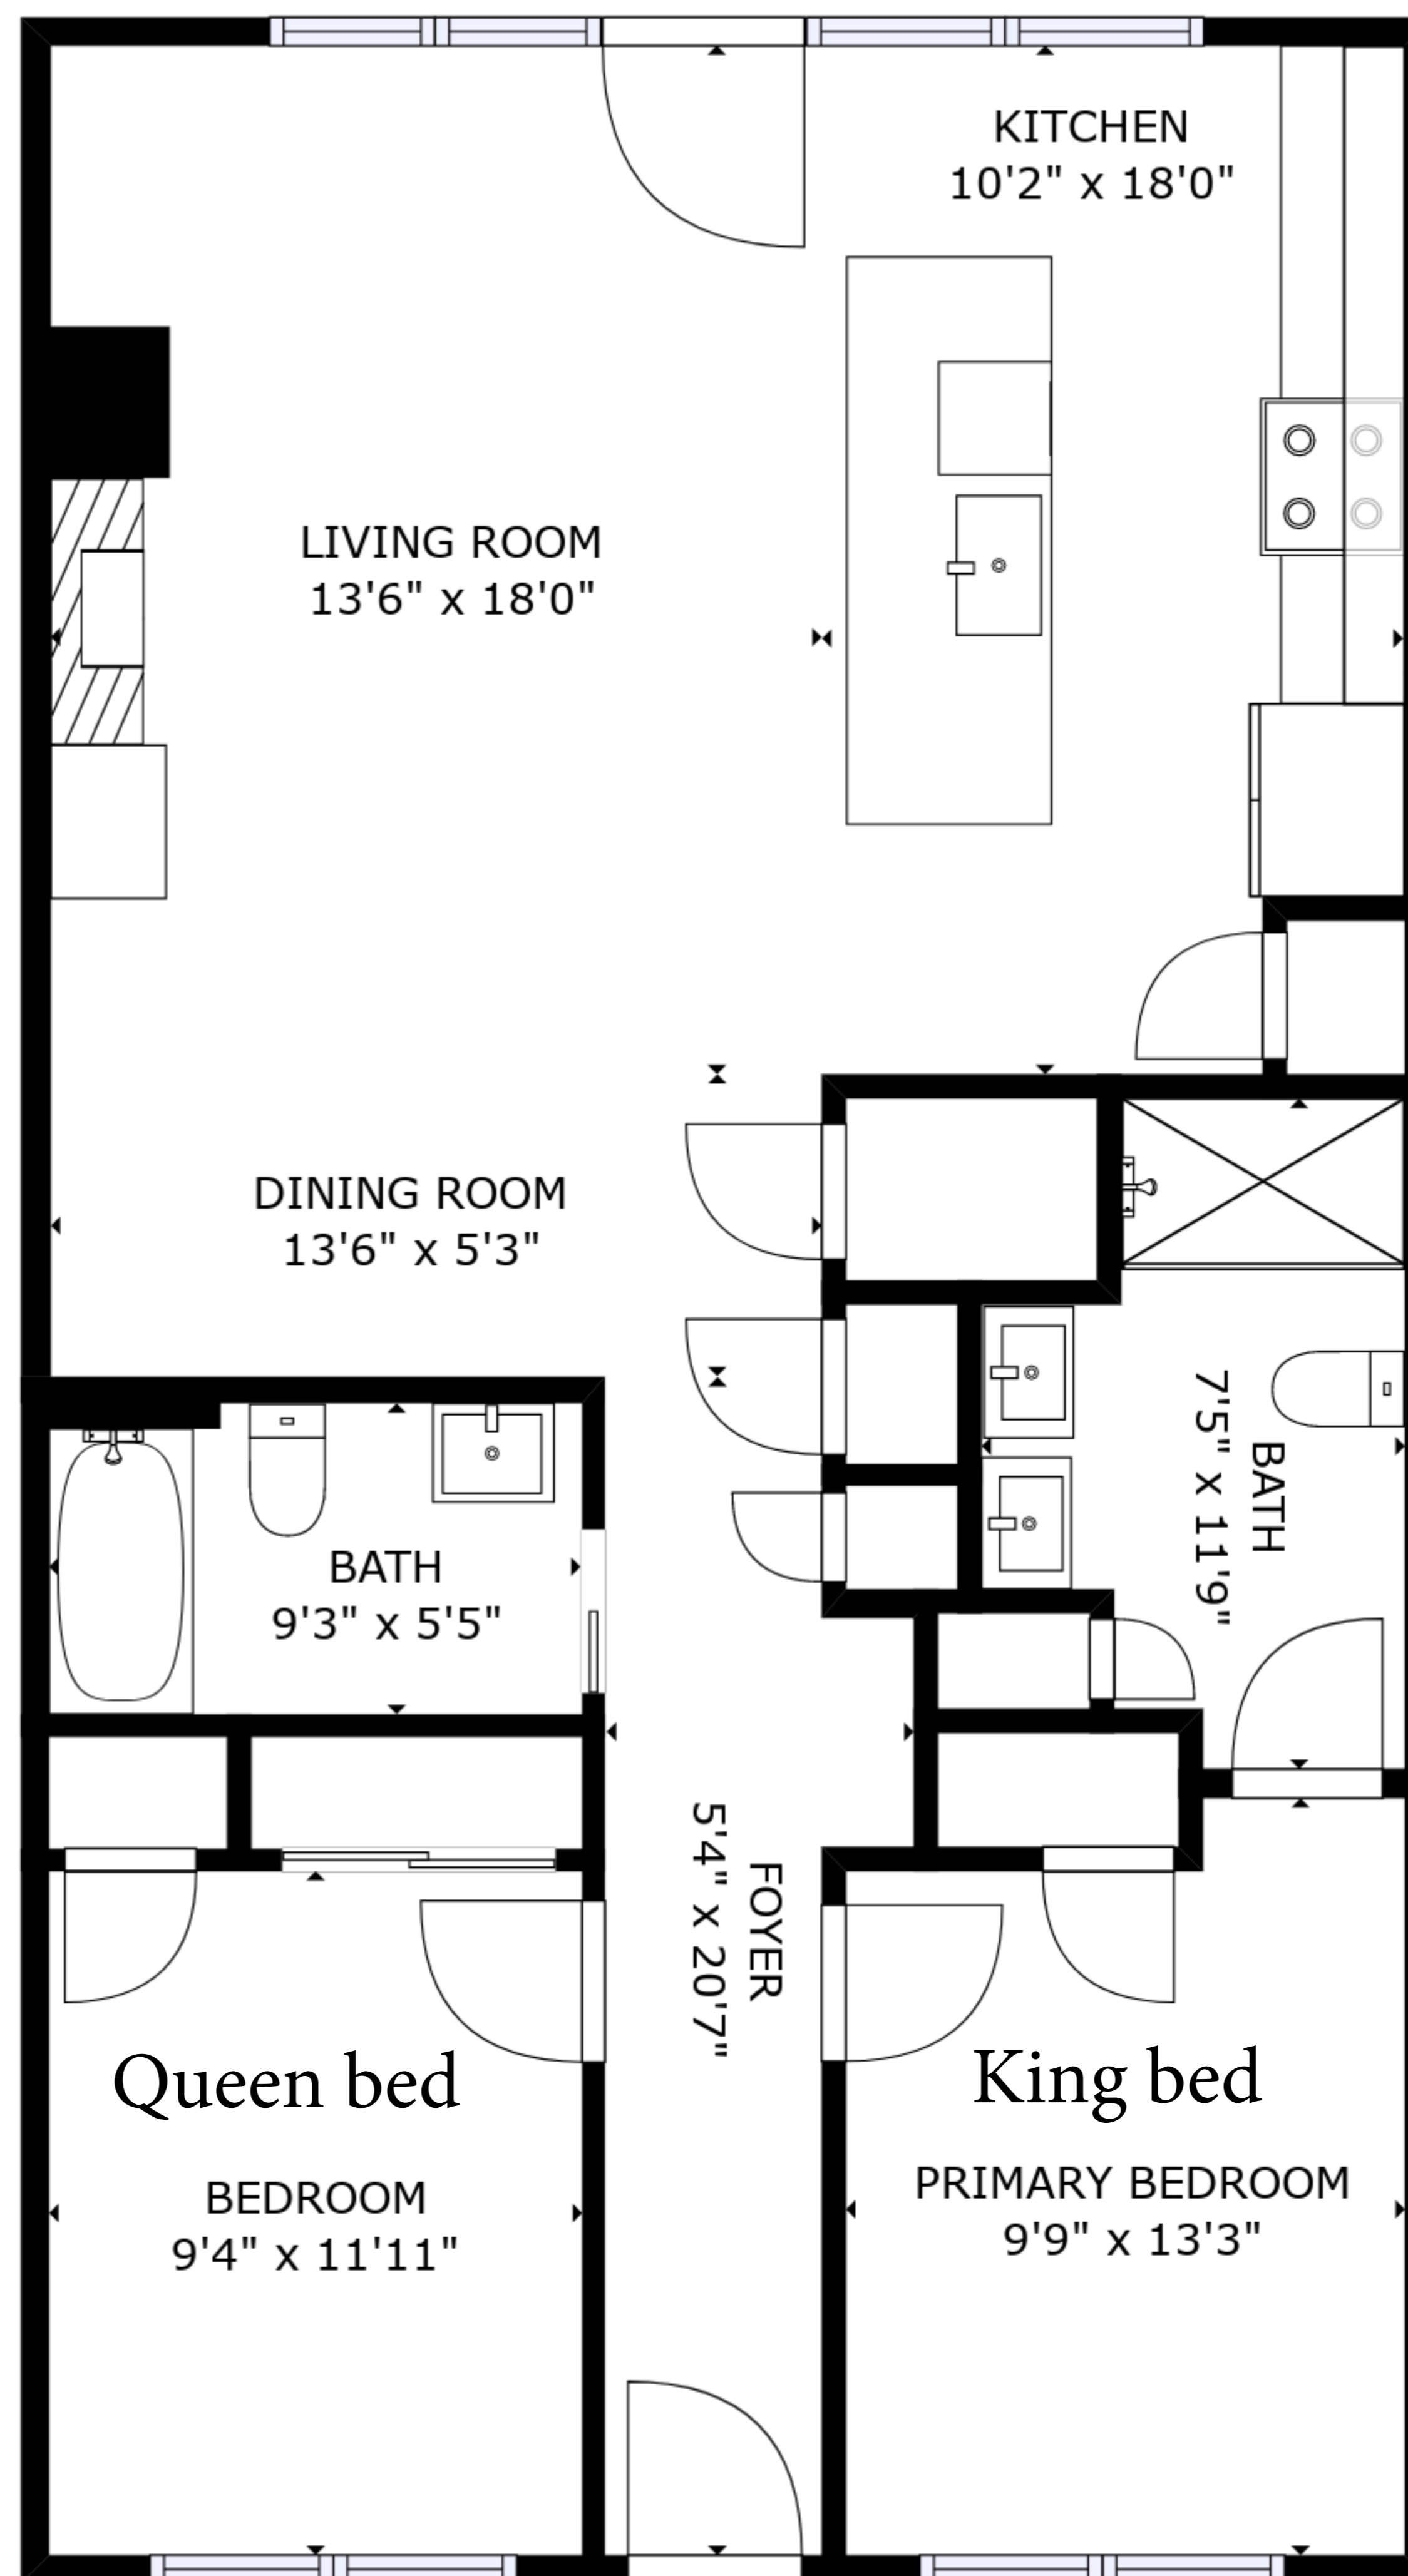 KITCHEN
10'2" x 18'0"
LIVING ROOM
13'6" x 18'0"
DINING ROOM
13'6" x 5'3"
BATH
7'5" x 11'9"
BATH
9'3" x 5'5"
FOYER
5'4" x 20'7"
Queen bed
BEDROOM
9'4" x 11'11"
King bed
PRIMARY BEDROOM
9'9" x 13'3"